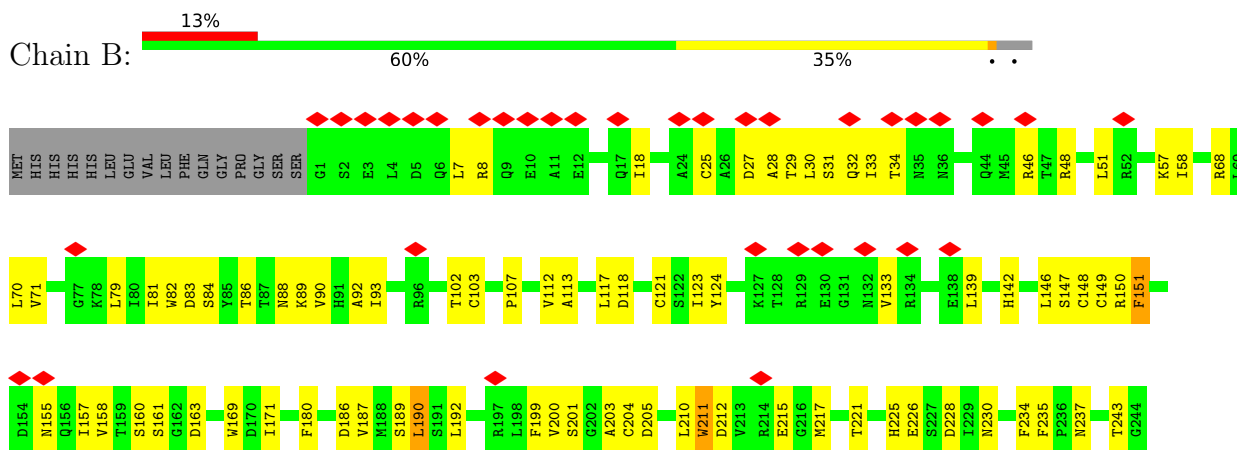 13%
Chain B:
60% 35% • •
MET HIS HIS HIS HIS LEU GLU VAL LEU PHE GLN GLY PRO GLY SER SER G1 S2 E3 L4 D5 Q6 L7 R8 Q9 E10 A11 E12 Q17 I18 A24 C25 A26 D27 A28 T29 L30 S31 Q32 I33 T34 N35 N36 Q44 M45 R46 T47 R48 L51 R52 K57 I58 R68 L69
L70 V71 G77 K78 L79 I80 I81 W82 D83 S84 Y85 T86 T87 N88 K89 V90 H91 A92 I93 R96 T102 C103 P107 V112 A113 L117 D118 C121 S122 I123 Y124 K127 T128 R129 E130 G131 N132 V133 R134 E138 L139 H142 L146 S147 C148 C149 R150 F151
D154 N155 Q156 I157 V158 T159 S160 S161 G162 D163 W169 D170 I171 F180 D186 V187 M188 S189 L190 S191 L192 R197 L198 F199 V200 S201 G202 A203 C204 D205 L210 W211 D212 V213 R214 E215 G216 M217 T221 H225 E226 S227 D228 I229 N230 F234 F235 P236 N237 T243 G244